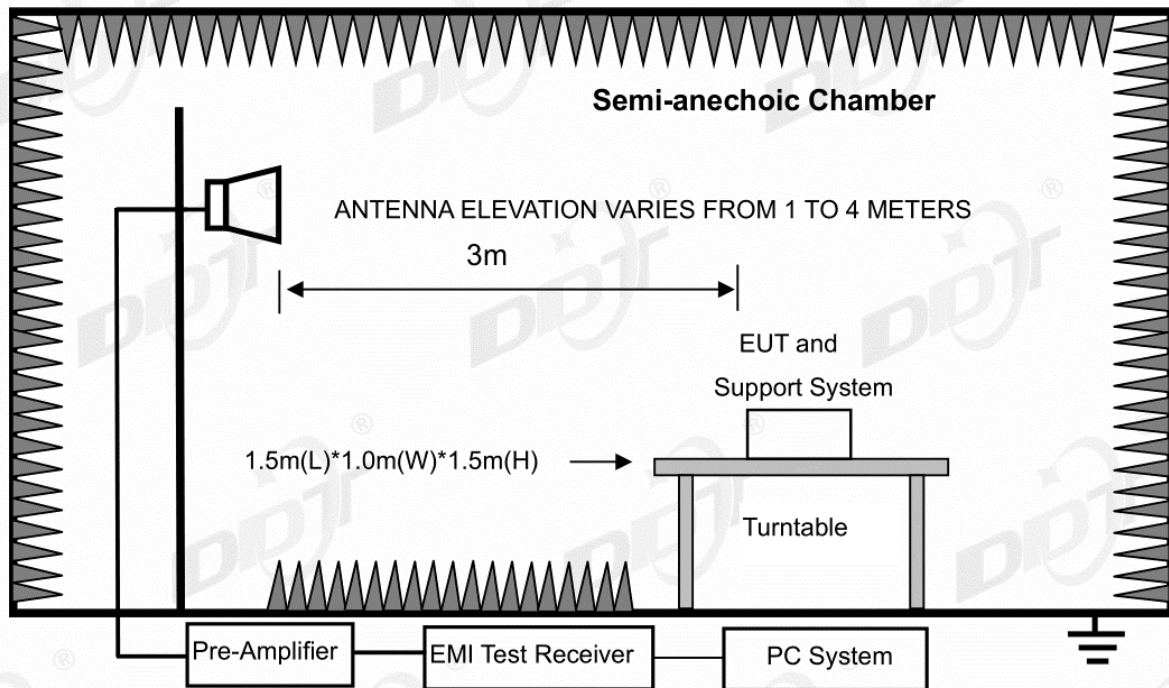 Semi-anechoic Chamber
ANTENNA ELEVATION VARIES FROM 1 TO 4 METERS
3m
EUT and
Support System
1.5m(L)*1.0m(W)*1.5m(H)
Turntable
Pre-Amplifier
EMI Test Receiver
PC System
DDT
®